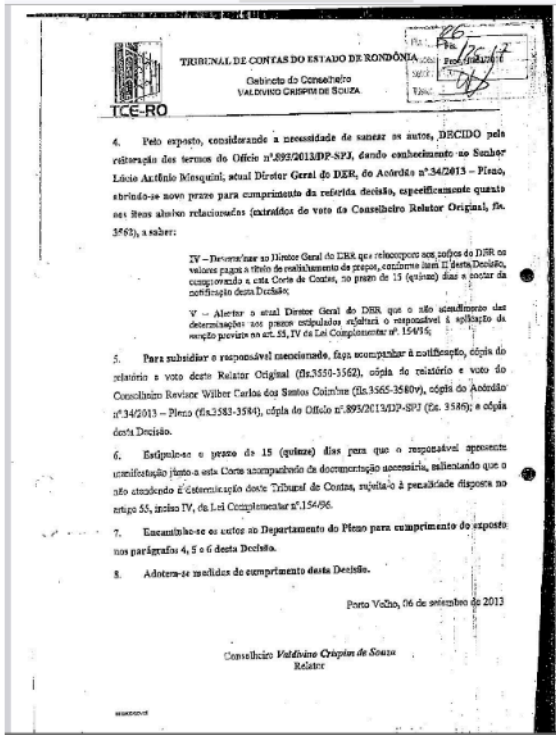 TRIBUNAL DE CONTAS DO ESTADO DE RONDÔNIA
Gabinete do Conselheiro
VALDIVINO CRISPIM DE SOUZA
TCE-RO
4. Pelo exposto, considerando a necessidade de sanear os autos, DECIDO pela
reiteração dos termos do Ofício nº.893/2013/DP-SPJ, dando conhecimento ao Senhor
Lúcio Antônio Mosquini, atual Diretor Geral do DER, do Acórdão nº.34/2013 – Pleno,
abrindo-se novo prazo para cumprimento da referida decisão, especificamente quanto
aos itens abaixo relacionados (extraídos do voto do Conselheiro Relator Original, fls.
3562), a saber:
IV – Determinar ao Diretor Geral do DER que reincorpore aos cofres do DER os
valores pagos a título de realinhamento de preços, conforme item II desta Decisão,
comprovando a esta Corte de Contas, no prazo de 15 (quinze) dias a contar da
notificação desta Decisão;
V – Alertar o atual Diretor Geral do DER que o não atendimento das
determinações nos prazos estipulados sujeitará o responsável à aplicação da
sanção prevista no art. 55, IV da Lei Complementar nº. 154/96;
5. Para subsidiar o responsável mencionado, faça acompanhar à notificação, cópia do
relatório e voto deste Relator Original (fls.3550-3562), cópia do relatório e voto do
Conselheiro Revisor Wilber Carlos dos Santos Coimbra (fls.3565-3580v), cópia do Acórdão
nº.34/2013 – Pleno (fls.3583-3584), cópia do Ofício nº.893/2013/DP-SPJ (fls. 3586); e cópia
desta Decisão.
6. Estipule-se o prazo de 15 (quinze) dias para que o responsável apresente
manifestação junto a esta Corte acompanhada de documentação necessária, salientando que o
não atendendo à determinação deste Tribunal de Contas, sujeita-o à penalidade disposta no
artigo 55, inciso IV, da Lei Complementar nº.154/96.
7. Encaminhe-se os autos ao Departamento do Pleno para cumprimento do exposto
nos parágrafos 4, 5 e 6 desta Decisão.
8. Adotem-se medidas de cumprimento desta Decisão.
Porto Velho, 06 de setembro de 2013
Conselheiro Valdivino Crispim de Souza
Relator